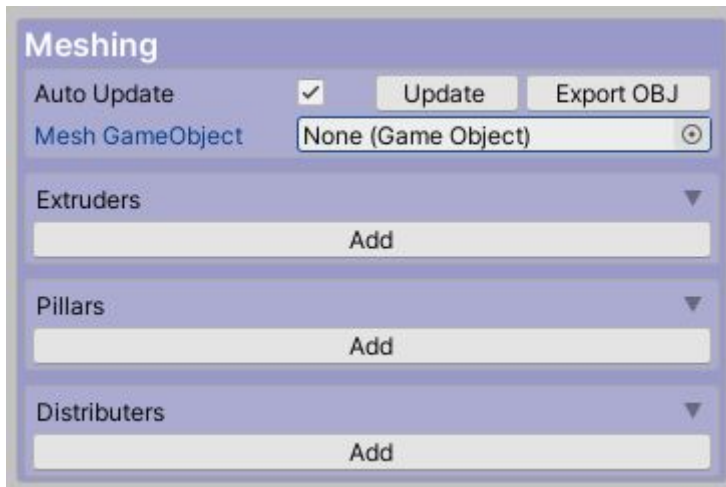 Meshing
Auto Update Update Export OBJ
Mesh GameObject None (Game Object)
Extruders
Add
Pillars
Add
Distributers
Add